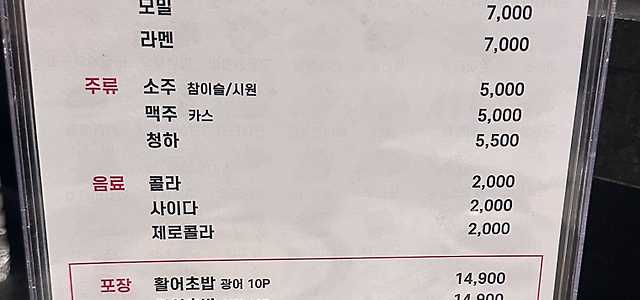 모밀 7,000
라멘 7,000
주류 소주 참이슬/시원 5,000
맥주 카스 5,000
청하 5,500
음료 콜라 2,000
사이다 2,000
제로콜라 2,000
포장 활어초밥 광어 10P 14,900
14,900